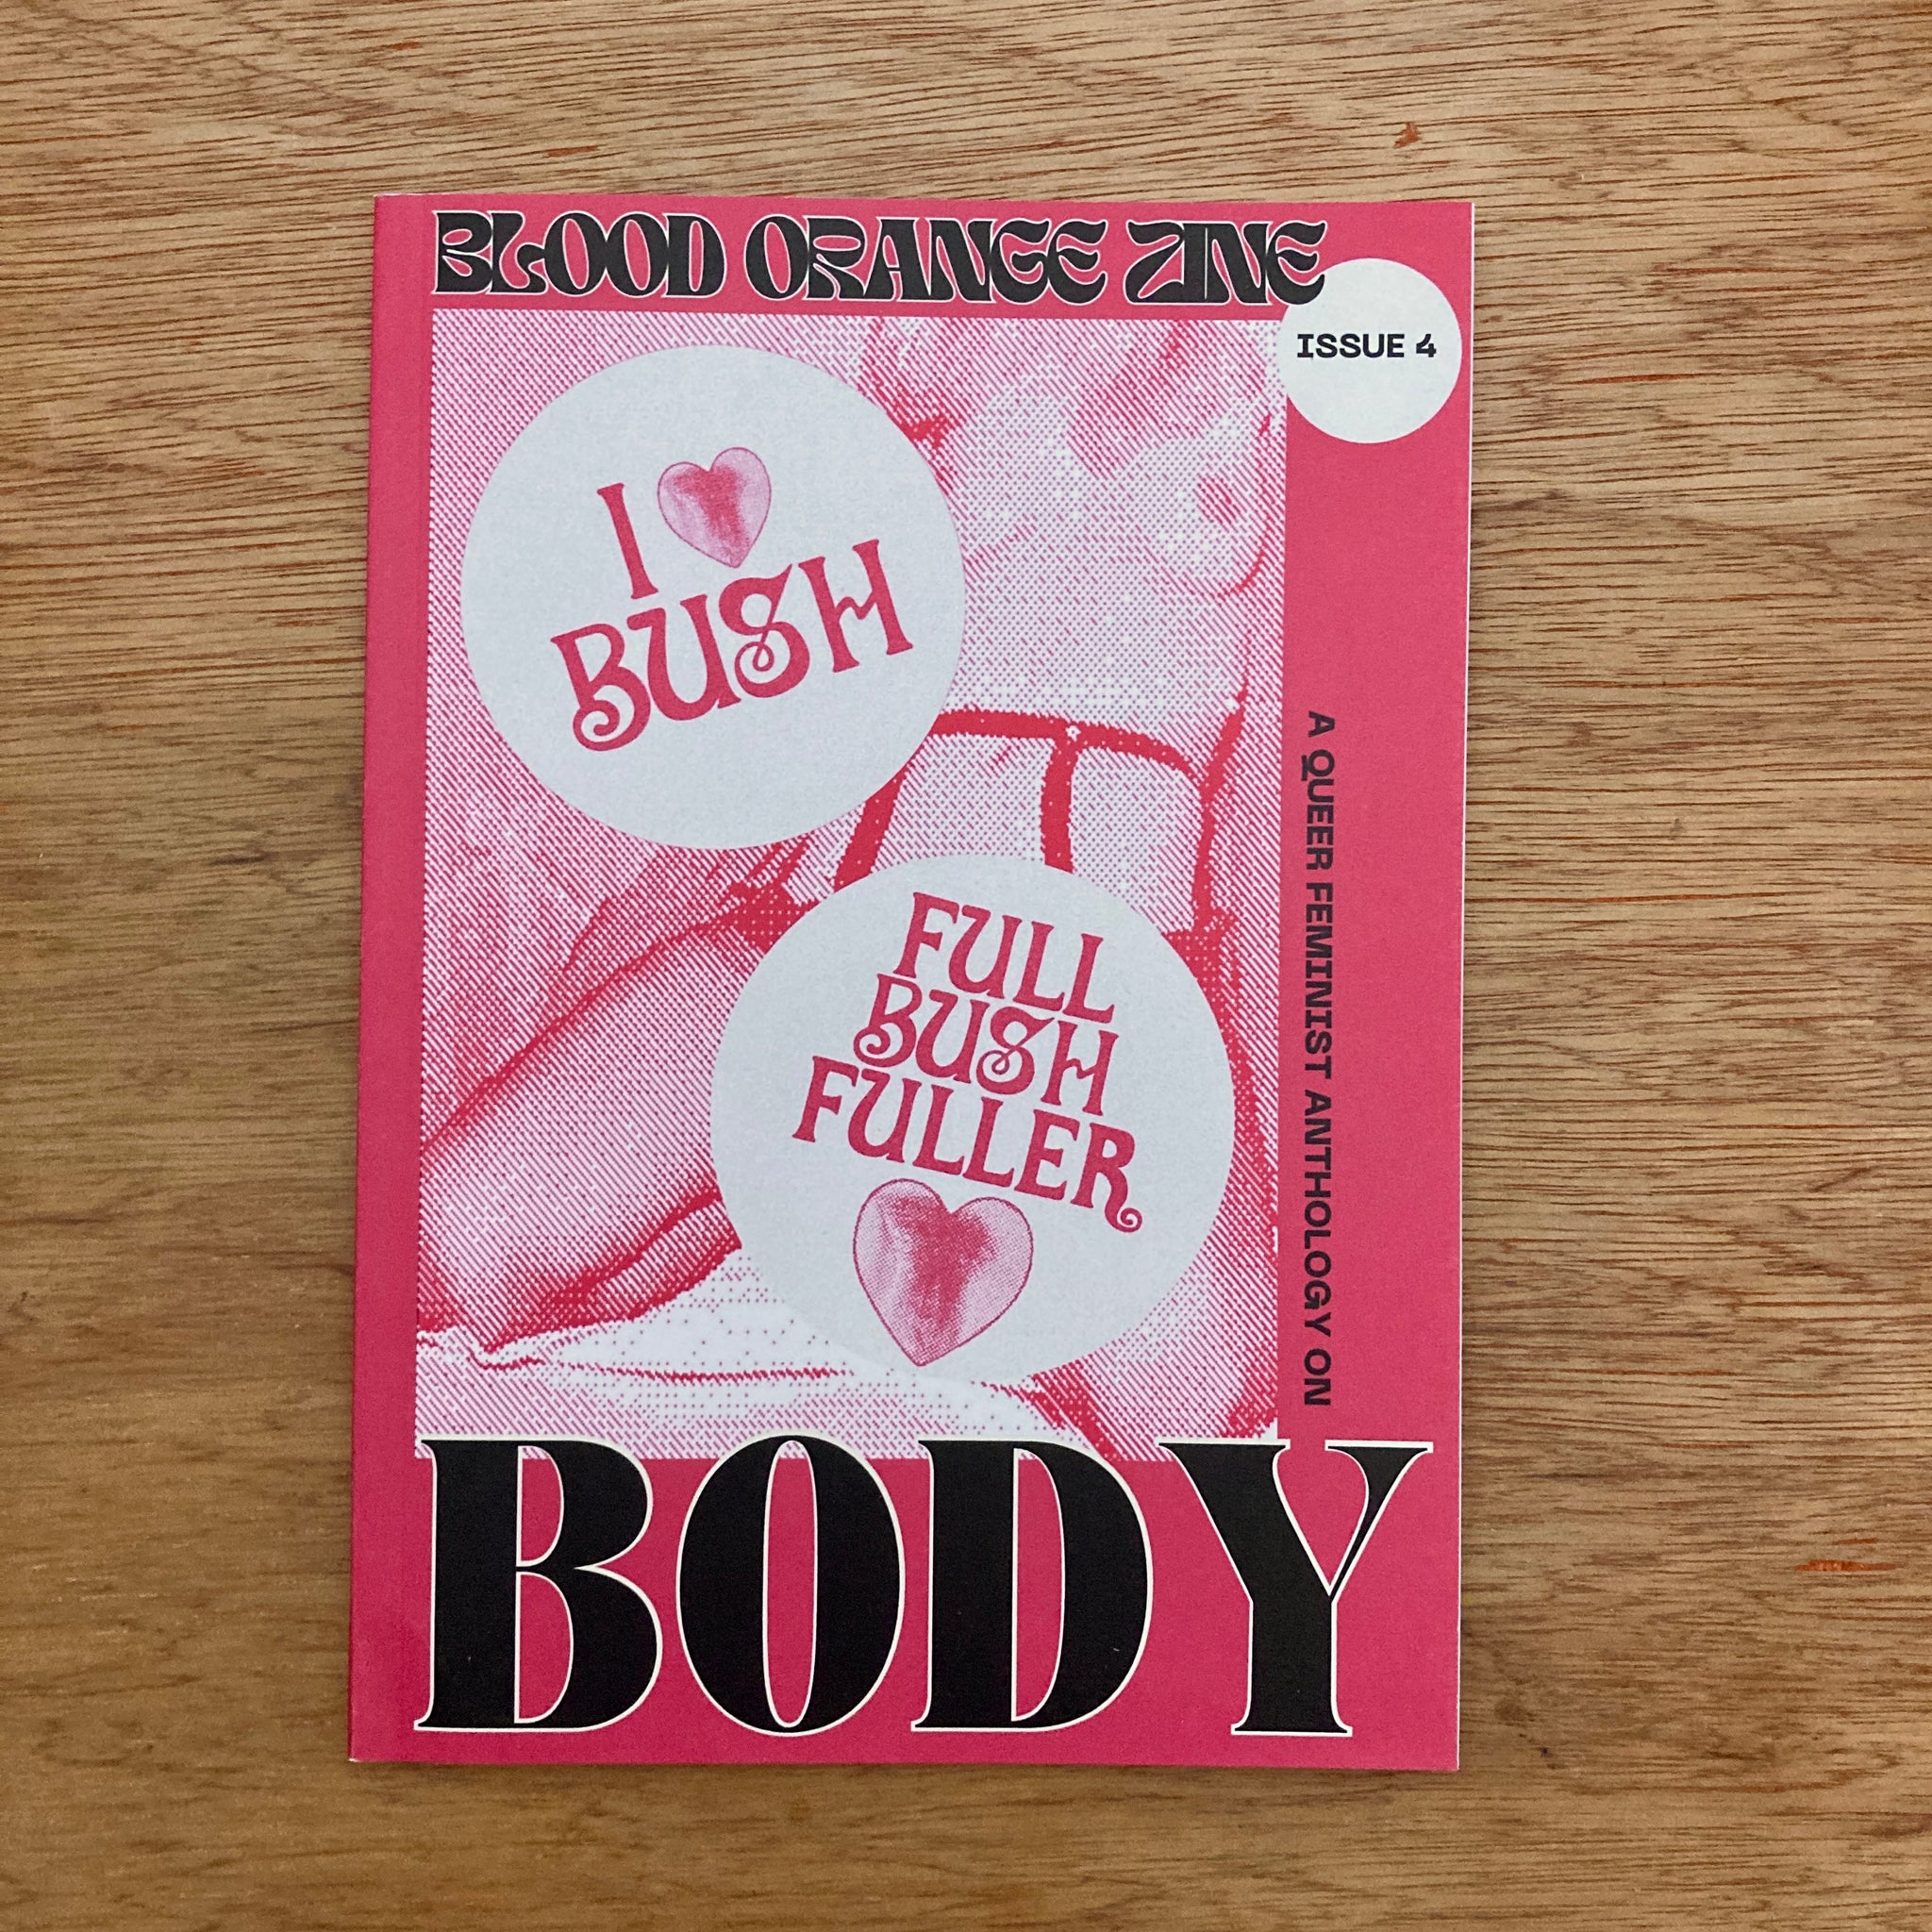 BLOOD ORANGE ZINE
ISSUE 4
I
BUSH
FULL
BUSH
FULLER
A QUEER FEMINIST ANTHOLOGY ON
BODY